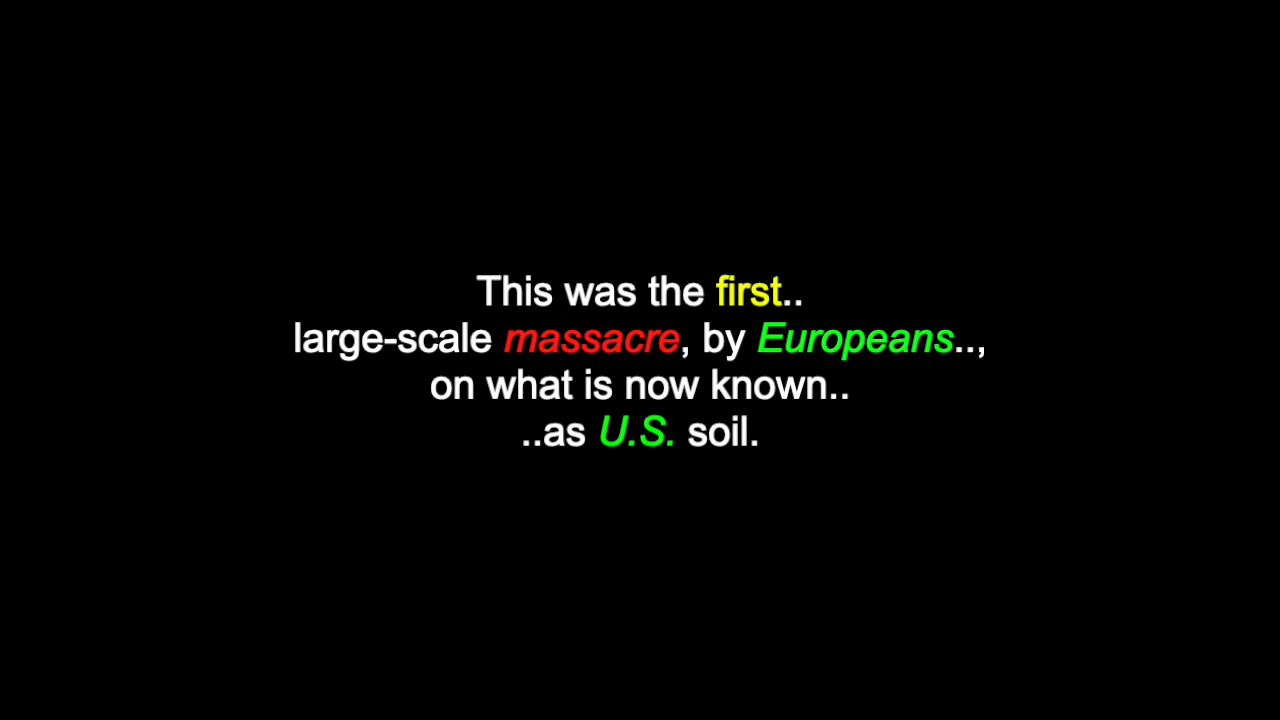 This was the first..
large-scale massacre, by Europeans..,
on what is now known..
..as U.S. soil.